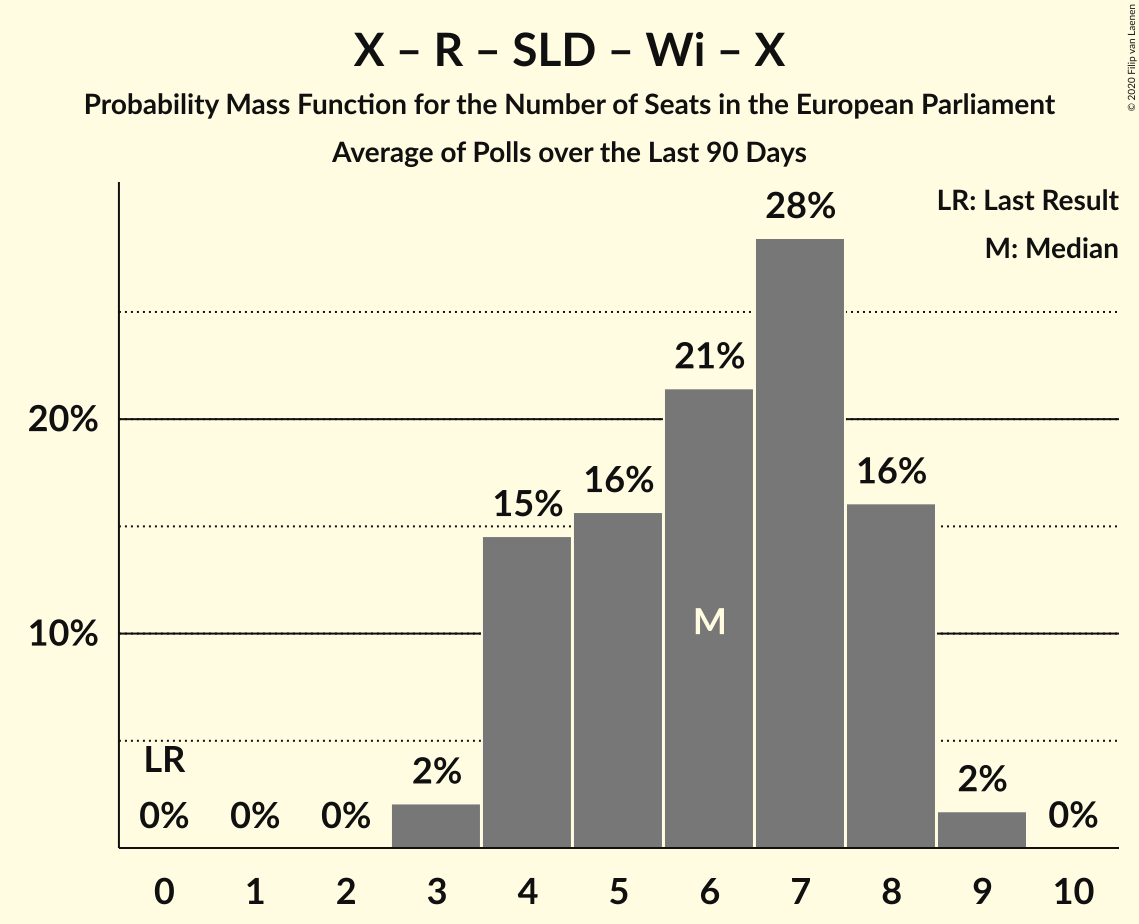 X – R – SLD – Wi – X
Probability Mass Function for the Number of Seats in the European Parliament
Average of Polls over the Last 90 Days
© 2020 Filip van Laenen
LR: Last Result
M: Median
28%
21%
20%
16%
16%
15%
M
10%
LR
2%
2%
0% 0% 0% 0%
0 1 2 3 4 5 6 7 8 9 10